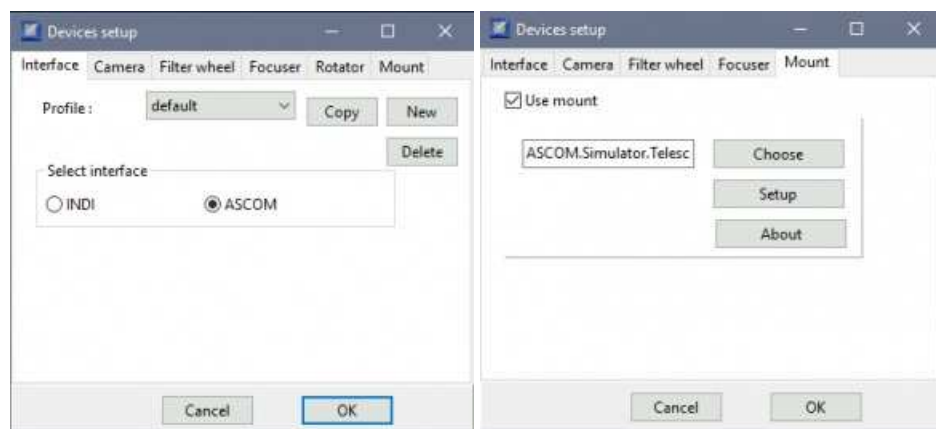 Devices setup
Interface Camera Filter wheel Focuser Rotator Mount
Profile :
default
Copy
New
Delete
Select interface
INDI
ASCOM
Cancel
OK
Devices setup
Interface Camera Filter wheel Focuser Mount
Use mount
ASCOM.Simulator.Telesc
Choose
Setup
About
Cancel
OK